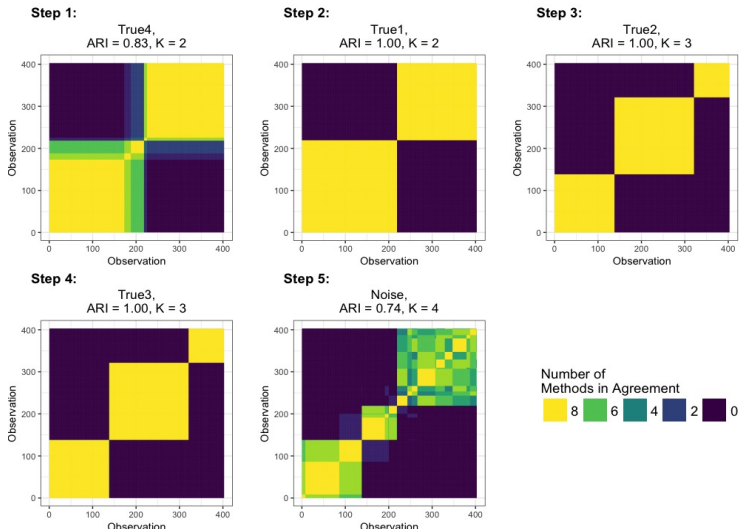 Step 1:
True4,
ARI = 0.83, K = 2
400
300
200
100
0
Observation
0 100 200 300 400
Observation
Step 2:
True1,
ARI = 1.00, K = 2
400
300
200
100
0
Observation
0 100 200 300 400
Observation
Step 3:
True2,
ARI = 1.00, K = 3
400
300
200
100
0
Observation
0 100 200 300 400
Observation
Step 4:
True3,
ARI = 1.00, K = 3
400
300
200
100
0
Observation
0 100 200 300 400
Observation
Step 5:
Noise,
ARI = 0.74, K = 4
400
300
200
100
0
Observation
0 100 200 300 400
Observation
Number of
Methods in Agreement
8 6 4 2 0